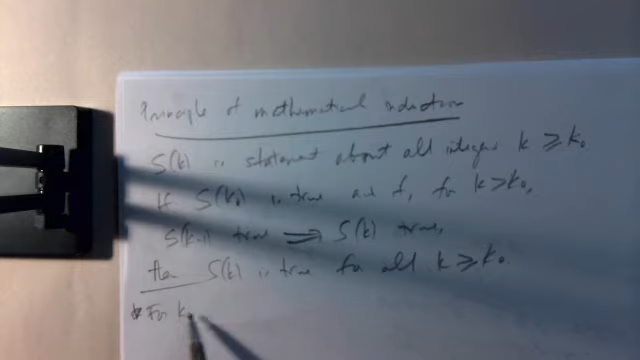 Principle of mathematical induction
S(k) is statement about all integers k ≥ k₀
If S(k₀) is true and if, for k > k₀,
S(k-1) true ⟹ S(k) true,
then S(k) is true for all k ≥ k₀.
For k